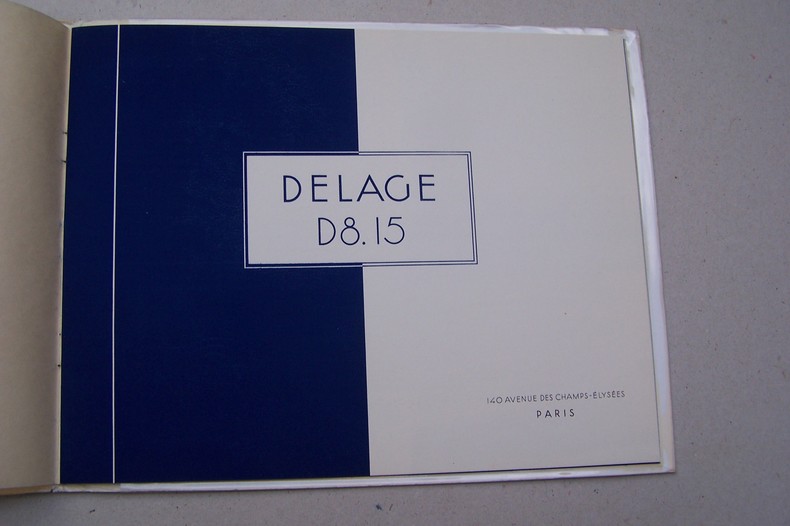 DELAGE
D8.15
140 AVENUE DES CHAMPS-ÉLYSÉES
PARIS